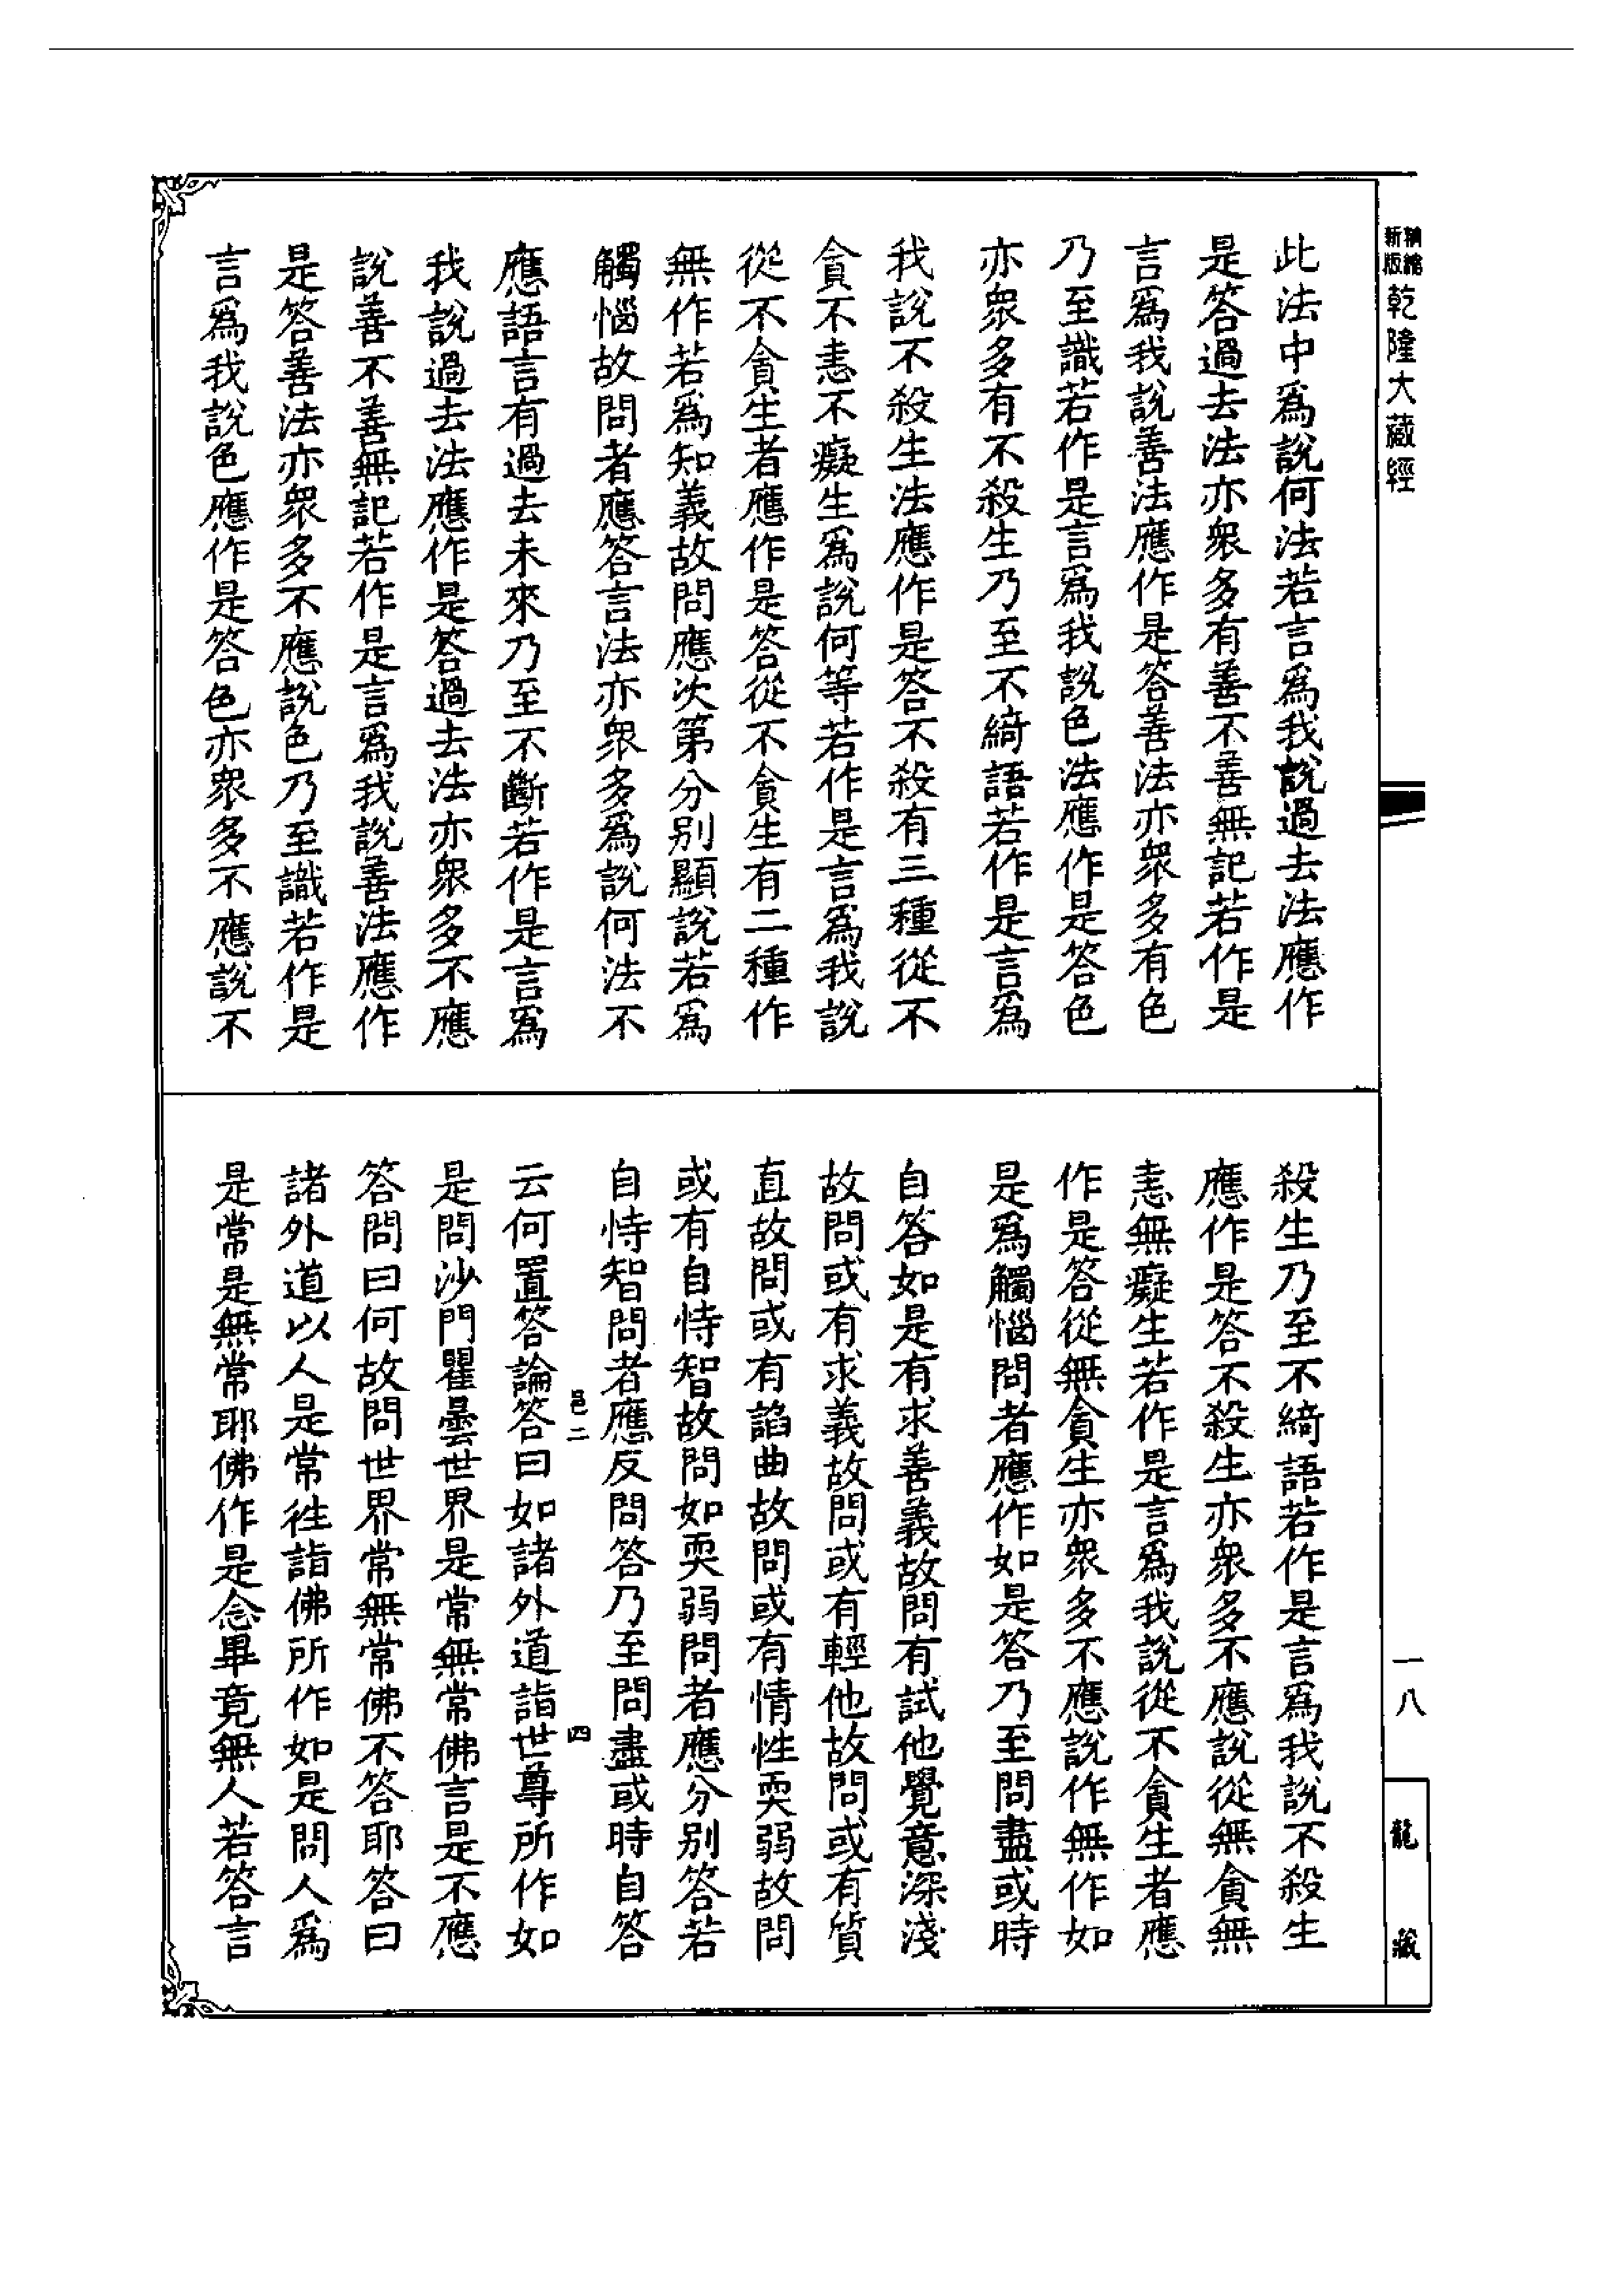 新版精縮乾隆大藏經
此法中爲說何法若言爲我說過去法應作
是答過去法亦衆多有善不善無記若作是
言爲我說善法應作是答善法亦衆多有色
乃至識若作是言爲我說色法應作是答色
亦衆多有不殺生乃至不綺語若作是言爲
我說不殺生法應作是答不殺有三種從不
貪不恚不癡生爲說何等若作是言爲我說
從不貪生者應作是答從不貪生有二種作
無作若爲知義故問應次第分別顯說若爲
觸惱故問者應答言法亦衆多爲說何法不
應語言有過去未來乃至不斷若作是言爲
我說過去法應作是答過去法亦衆多不應
說善不善無記若作是言爲我說善法應作
是答善法亦衆多不應說色乃至識若作是
言爲我說色應作是答色亦衆多不應說不
殺生乃至不綺語若作是言爲我說不殺生
應作是答不殺生亦衆多不應說從無貪無
恚無癡生若作是言爲我說從不貪生者應
作是答從無貪生亦衆多不應說作無作如
是爲觸惱問者應作如是答乃至問盡或時
自答如是有求善義故問有試他覺意深淺
故問或有求義故問或有輕他故問或有質
直故問或有諂曲故問或有情性耎弱故問
或有自恃智故問如耎弱問者應分別答若
自恃智問者應反問答乃至問盡或時自答
邑二
四
云何置答論答曰如諸外道詣世尊所作如
是問沙門瞿曇世界是常無常佛言是不應
答問曰何故問世界常無常佛不答耶答曰
諸外道以人是常徃詣佛所作如是問人爲
是常是無常耶佛作是念畢竟無人若答言
一八
龍藏